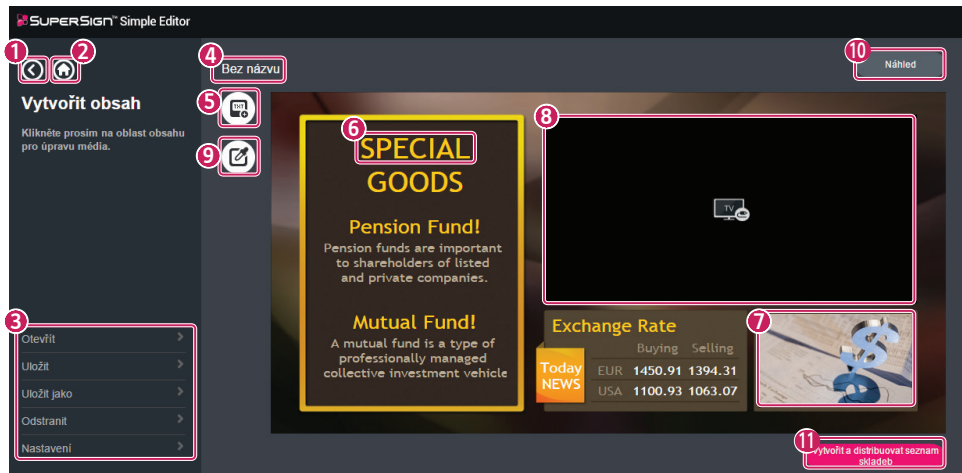 SUPERSIGN™ Simple Editor
1
2
Vytvořit obsah
Klikněte prosím na oblast obsahu
pro úpravu média.
3
Otevřít
Uložit
Uložit jako
Odstranit
Nastavení
4
Bez názvu
5
TXT
9
6
SPECIAL
GOODS
Pension Fund!
Pension funds are important
to shareholders of listed
and private companies.
Mutual Fund!
A mutual fund is a type of
professionally managed
collective investment vehicle
10
Náhled
8
TV
Exchange Rate
Buying Selling
Today
NEWS
EUR 1450.91 1394.31
USA 1100.93 1063.07
7
11
Vytvořit a distribuovat seznam
skladeb